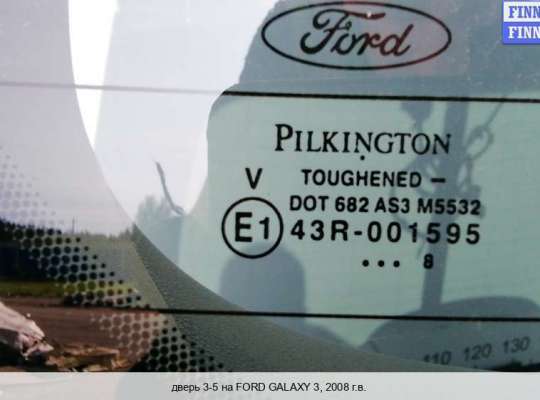 FINN
FINN
Ford
PILKINGTON
V TOUGHENED –
DOT 682 AS3 M5532
E1 43R-001595
... 8
110 120 130
дверь 3-5 на FORD GALAXY 3, 2008 г.в.